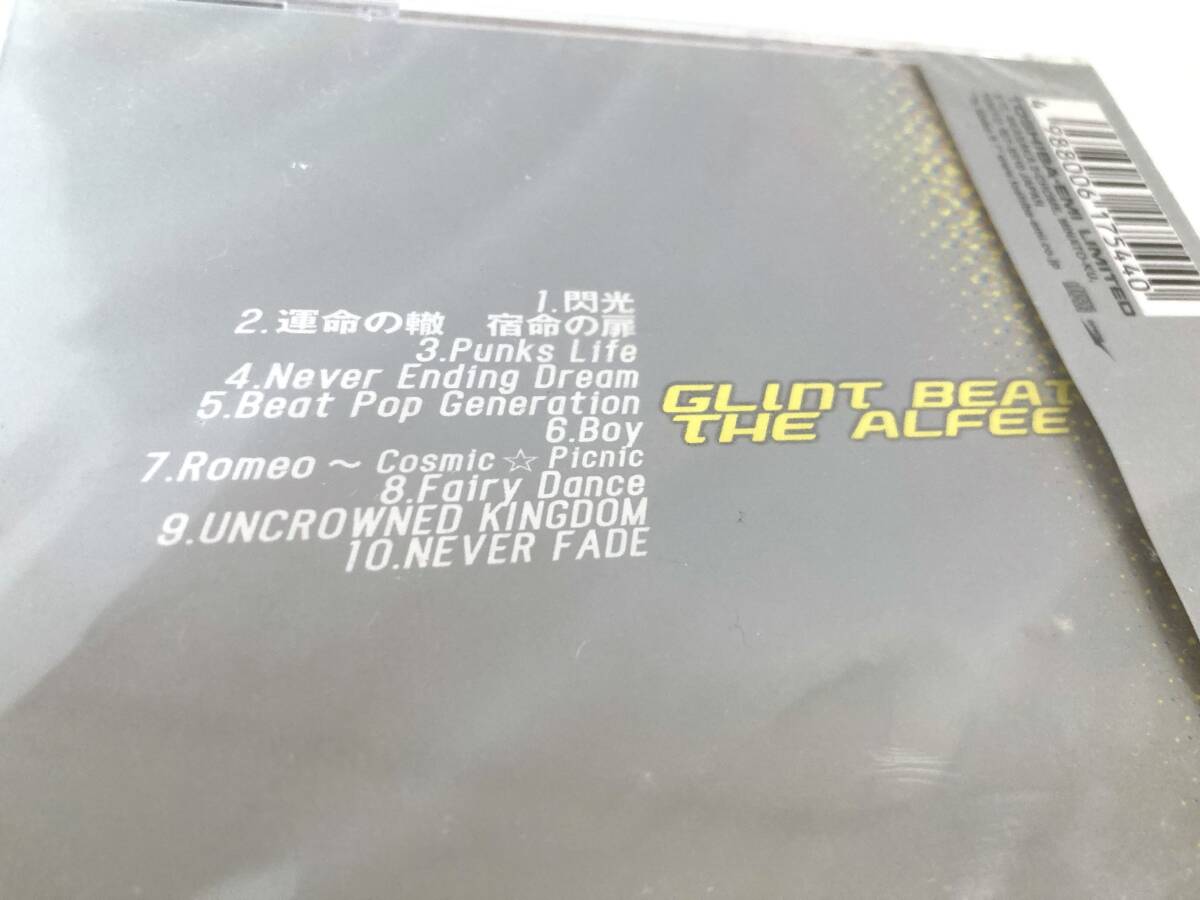 1.閃光
2.運命の轍 宿命の扉
3.Punks Life
4.Never Ending Dream
5.Beat Pop Generation
6.Boy
7.Romeo ～ Cosmic ☆ Picnic
8.Fairy Dance
9.UNCROWNED KINGDOM
10.NEVER FADE
GLINT BEAT
THE ALFEE
4 988006 175440
TOSHIBA-EMI LIMITED